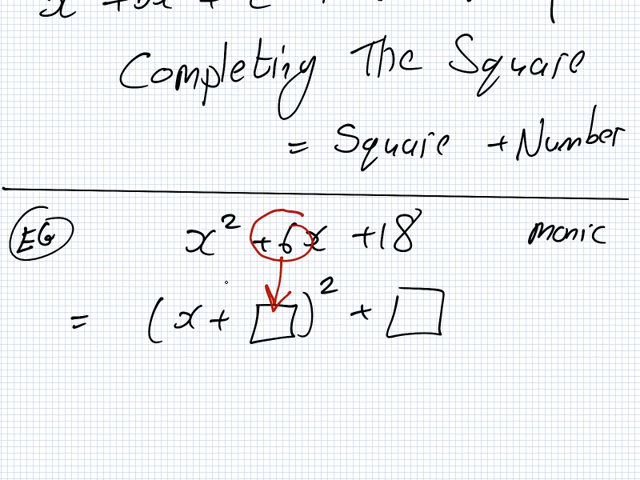 Completing The Square
= Square + Number
EG x² + 6x + 18 monic
= (x + □)² + □